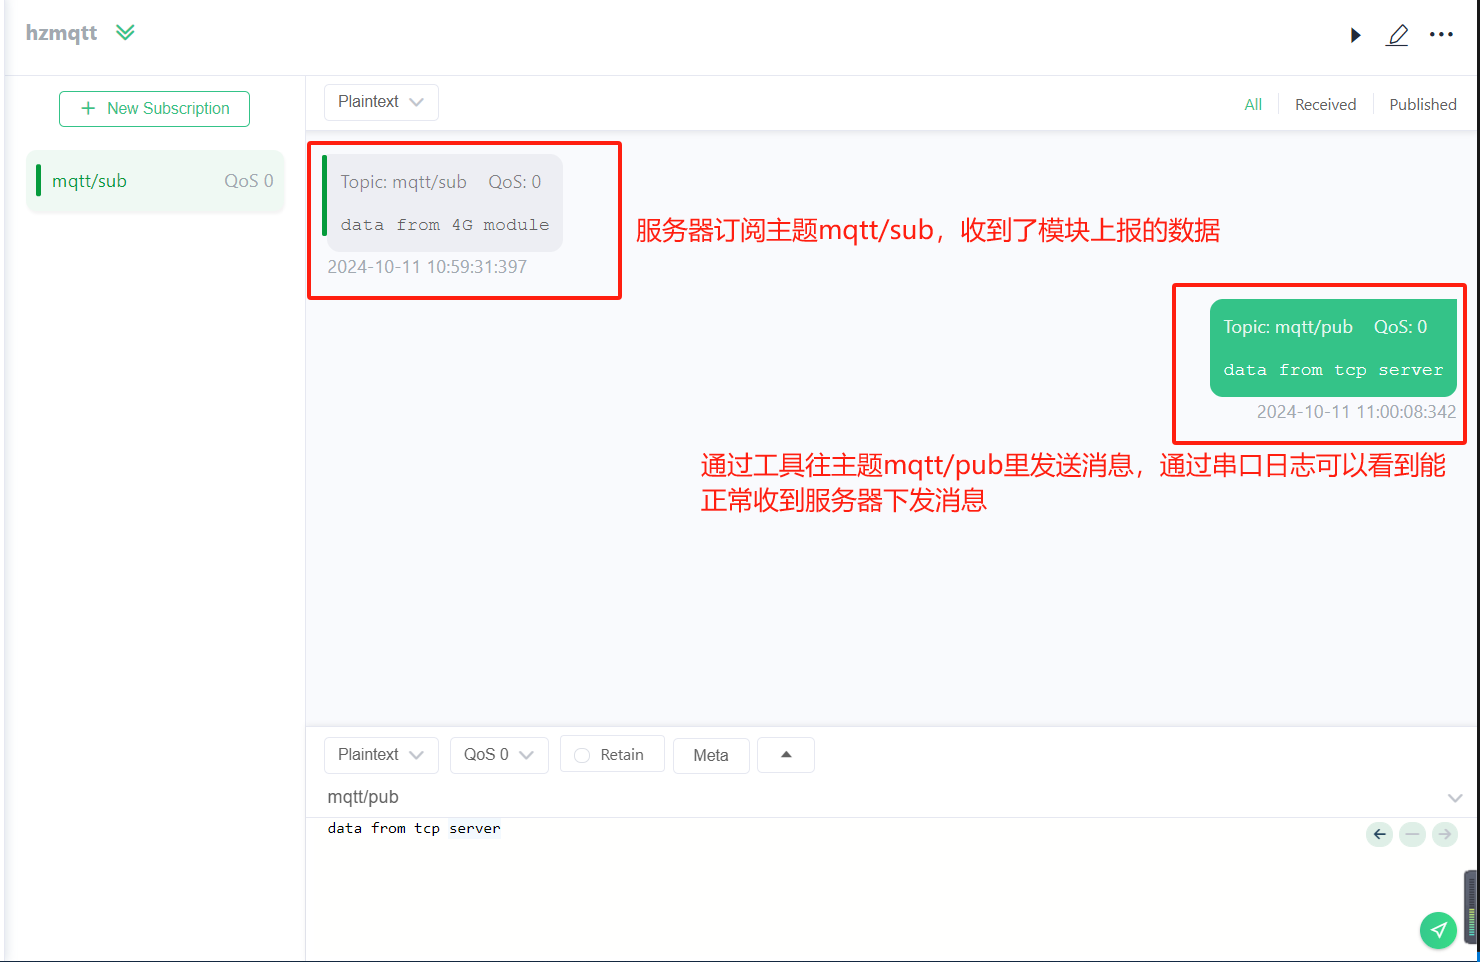 hzmqtt
New Subscription
Plaintext
All
Received
Published
mqtt/sub
QoS 0
Topic: mqtt/sub QoS: 0
data from 4G module
2024-10-11 10:59:31:397
服务器订阅主题mqtt/sub，收到了模块上报的数据
Topic: mqtt/pub QoS: 0
data from tcp server
2024-10-11 11:00:08:342
通过工具往主题mqtt/pub里发送消息，通过串口日志可以看到能
正常收到服务器下发消息
Plaintext
QoS 0
Retain
Meta
mqtt/pub
data from tcp server